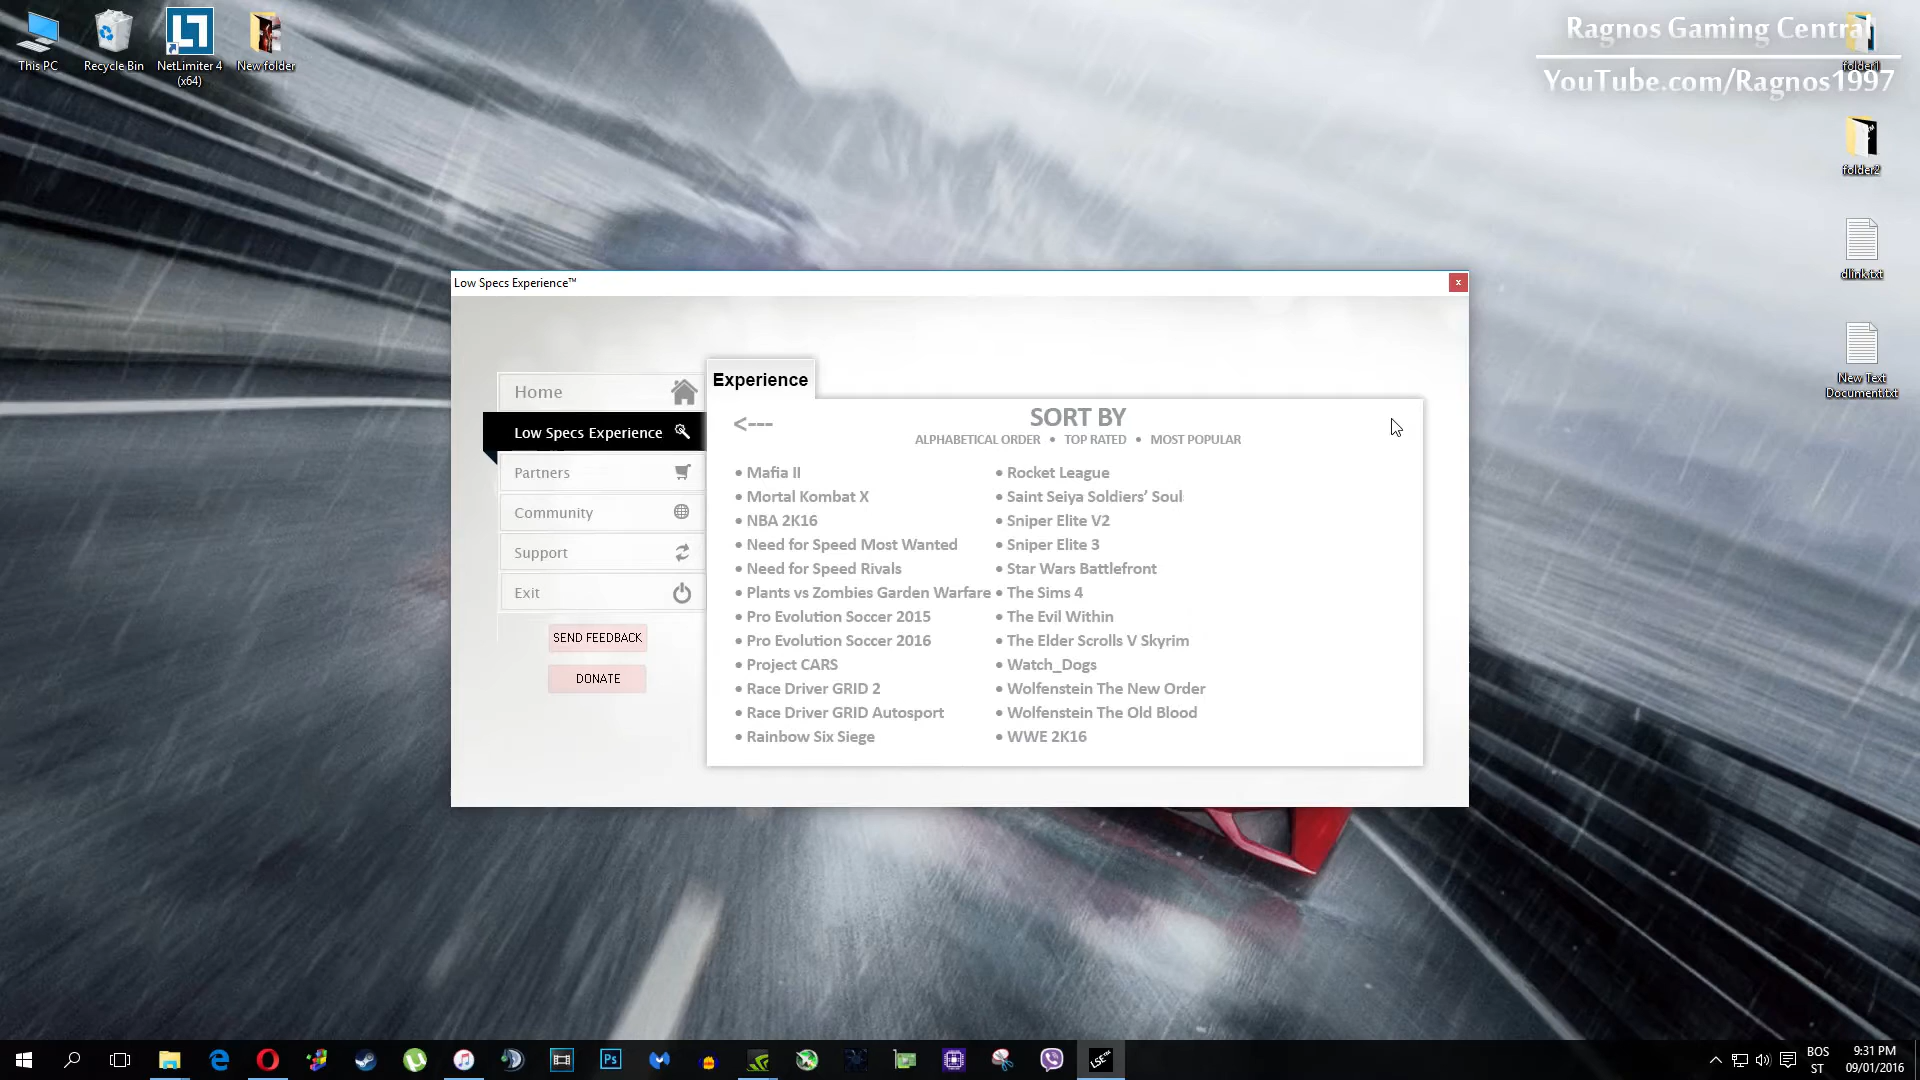 This PC
Recycle Bin
NetLimiter 4
(x64)
New folder
Ragnos Gaming Central
YouTube.com/Ragnos1997
folder1
folder2
dlink.txt
New Text
Document.txt
Low Specs Experience™
x
Home
Low Specs Experience
Partners
Community
Support
Exit
SEND FEEDBACK
DONATE
Experience
<---
SORT BY
ALPHABETICAL ORDER • TOP RATED • MOST POPULAR
• Mafia II
• Mortal Kombat X
• NBA 2K16
• Need for Speed Most Wanted
• Need for Speed Rivals
• Plants vs Zombies Garden Warfare
• Pro Evolution Soccer 2015
• Pro Evolution Soccer 2016
• Project CARS
• Race Driver GRID 2
• Race Driver GRID Autosport
• Rainbow Six Siege
• Rocket League
• Saint Seiya Soldiers’ Soul
• Sniper Elite V2
• Sniper Elite 3
• Star Wars Battlefront
• The Sims 4
• The Evil Within
• The Elder Scrolls V Skyrim
• Watch_Dogs
• Wolfenstein The New Order
• Wolfenstein The Old Blood
• WWE 2K16
Ps
LSE™
BOS
ST
9:31 PM
09/01/2016